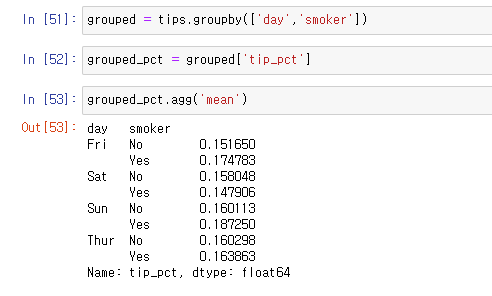 In [51]: grouped = tips.groupby(['day','smoker'])
In [52]: grouped_pct = grouped['tip_pct']
In [53]: grouped_pct.agg('mean')
Out[53]: day   smoker
Fri   No        0.151650
      Yes       0.174783
Sat   No        0.158048
      Yes       0.147906
Sun   No        0.160113
      Yes       0.187250
Thur  No        0.160298
      Yes       0.163863
Name: tip_pct, dtype: float64